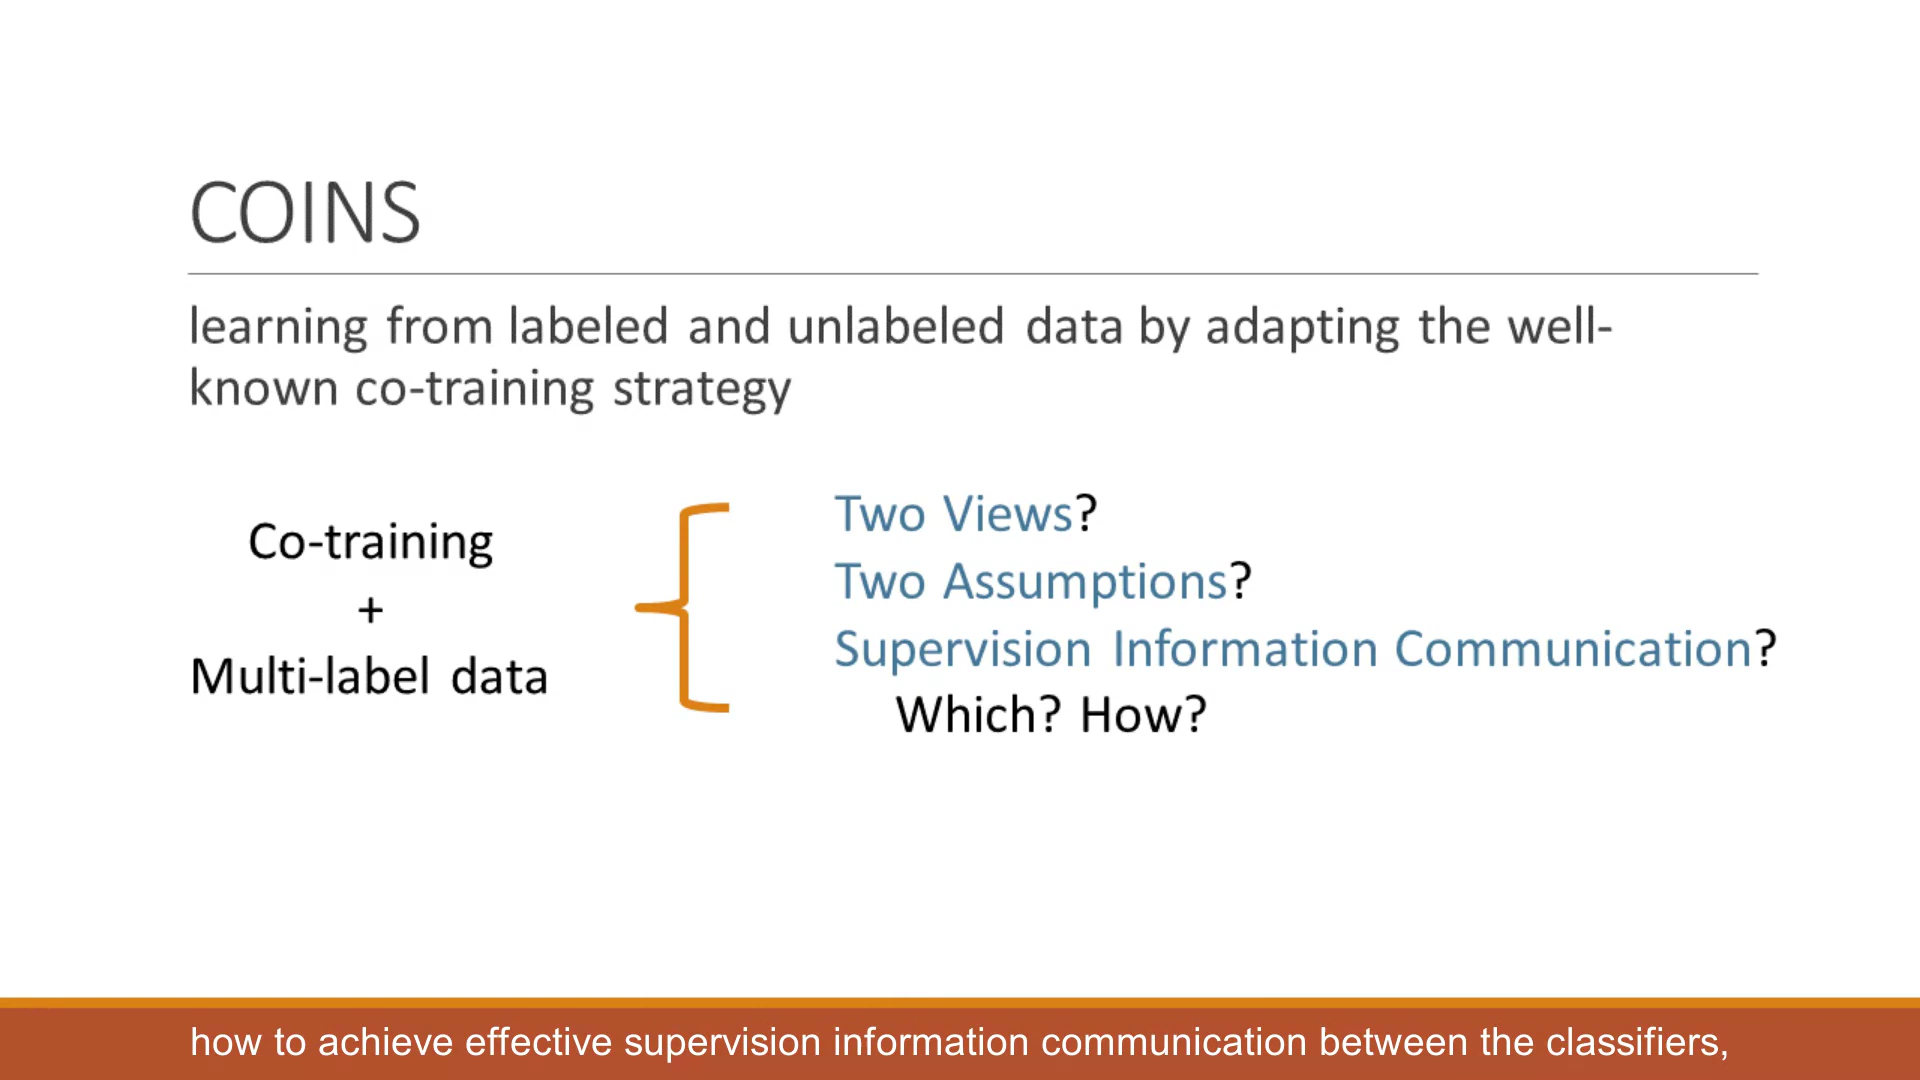 COINS
learning from labeled and unlabeled data by adapting the well-
known co-training strategy
Co-training
+
Multi-label data
Two Views?
Two Assumptions?
Supervision Information Communication?
Which? How?
how to achieve effective supervision information communication between the classifiers,